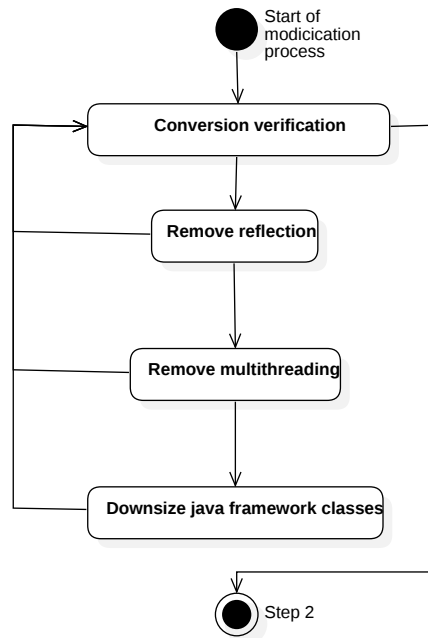 Start of
modicication
process
Conversion verification
Remove reflection
Remove multithreading
Downsize java framework classes
Step 2